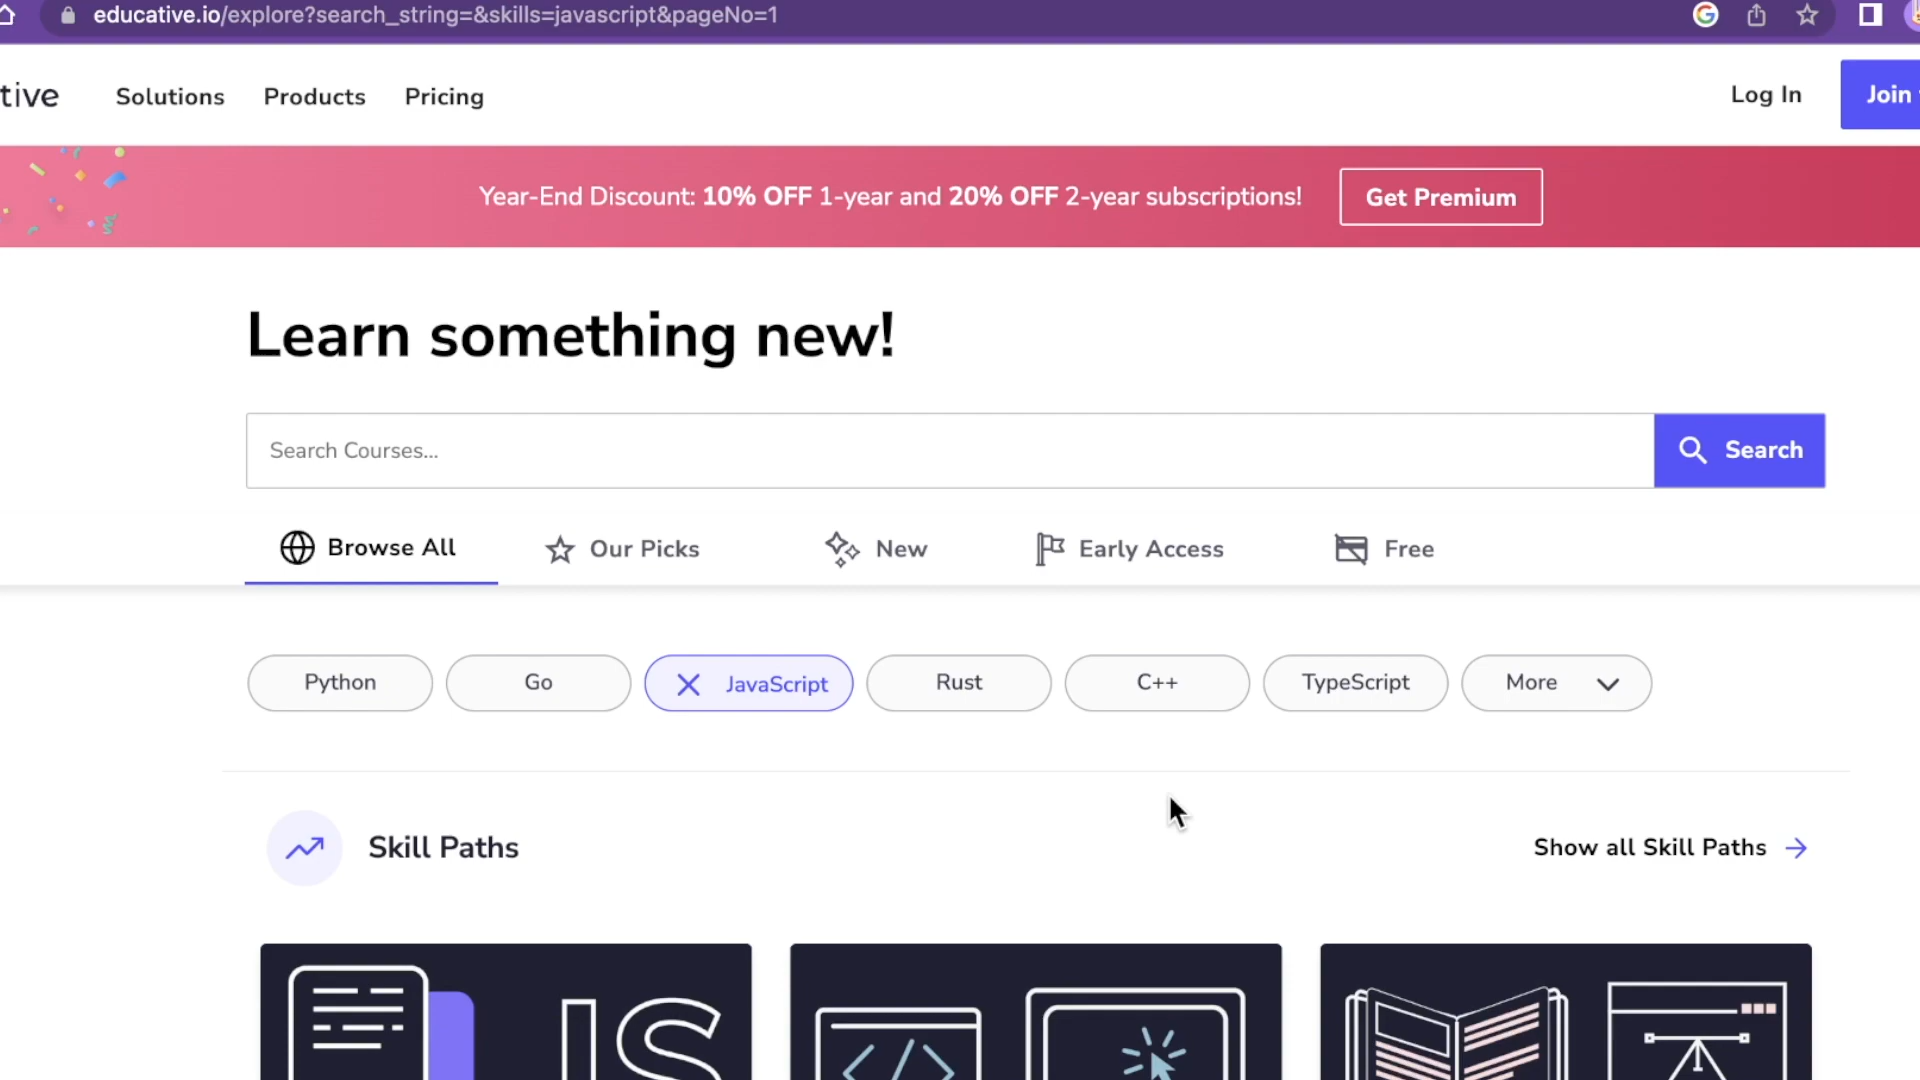 educative.io/explore?search_string=&skills=javascript&pageNo=1
tive Solutions Products Pricing Log In Join
Year-End Discount: 10% OFF 1-year and 20% OFF 2-year subscriptions! Get Premium
Learn something new!
Search Courses... Search
Browse All Our Picks New Early Access Free
Python Go JavaScript Rust C++ TypeScript More
Skill Paths Show all Skill Paths
JS